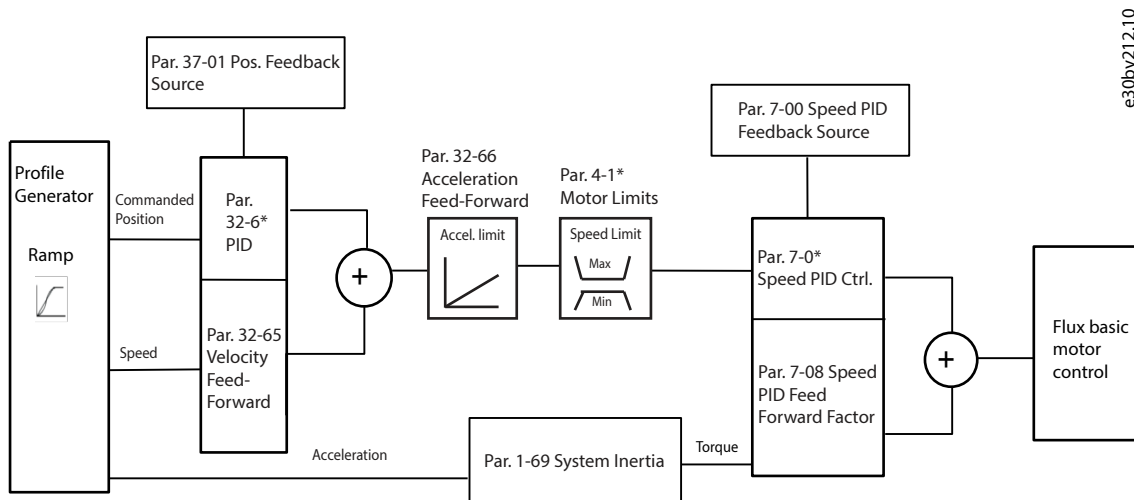 e30bv212.10
Par. 37-01 Pos. Feedback
Source
Par. 7-00 Speed PID
Feedback Source
Profile
Generator
Ramp
Commanded
Position
Speed
Acceleration
Par.
32-6*
PID
Par. 32-65
Velocity
Feed-
Forward
+
Par. 32-66
Acceleration
Feed-Forward
Accel. limit
Par. 4-1*
Motor Limits
Speed Limit
Max
Min
Par. 1-69 System Inertia
Torque
Par. 7-0*
Speed PID Ctrl.
Par. 7-08 Speed
PID Feed
Forward Factor
+
Flux basic
motor
control